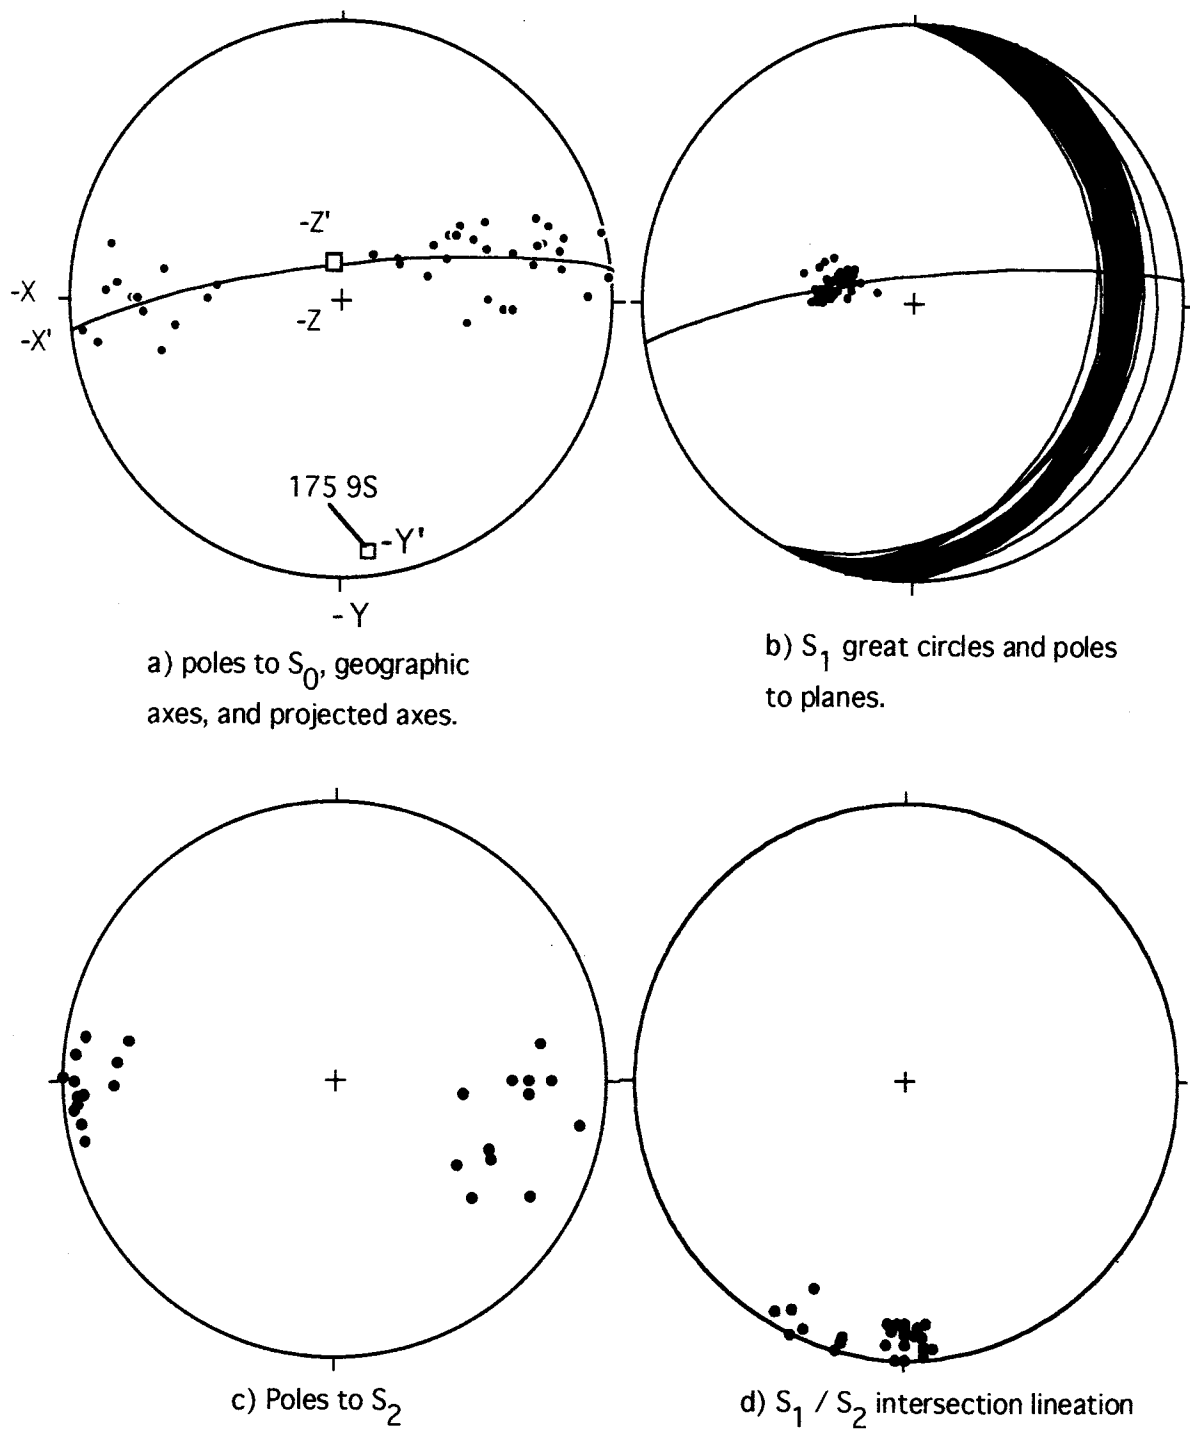 -Z'
-X
-Z
-X'
175 9S
-Y'
-Y
a) poles to S0, geographic
axes, and projected axes.
b) S1 great circles and poles
to planes.
c) Poles to S2
d) S1 / S2 intersection lineation